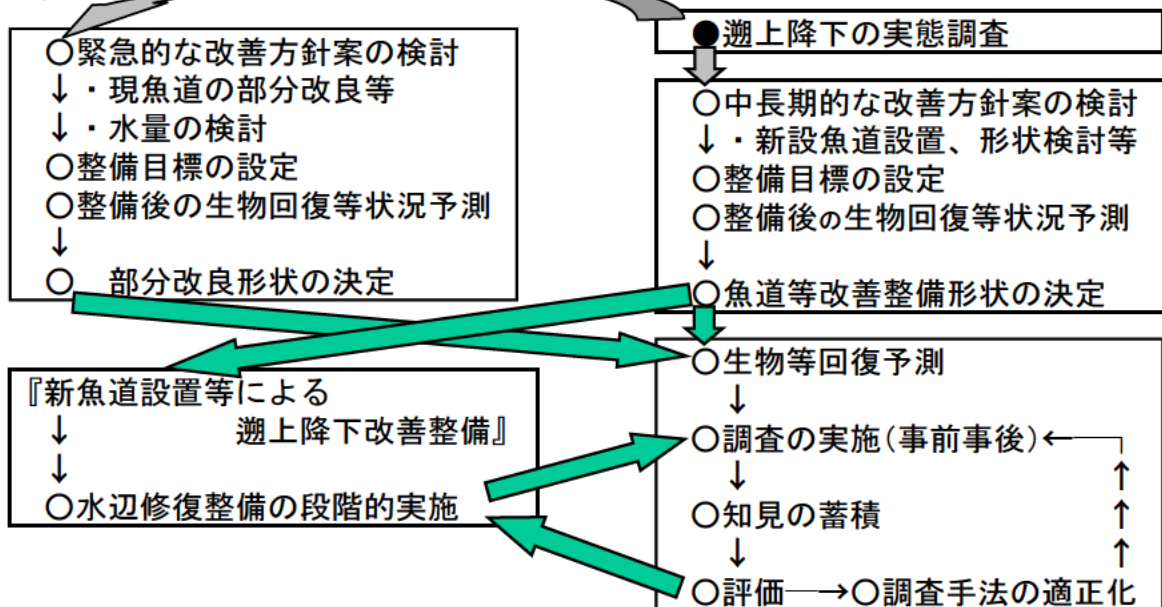 ○緊急的な改善方針案の検討
↓・現魚道の部分改良等
↓・水量の検討
○整備目標の設定
○整備後の生物回復等状況予測
↓
○　部分改良形状の決定
●遡上降下の実態調査
○中長期的な改善方針案の検討
↓・新設魚道設置、形状検討等
○整備目標の設定
○整備後の生物回復等状況予測
↓
○魚道等改善整備形状の決定
『新魚道設置等による
↓　　　　遡上降下改善整備』
↓
○水辺修復整備の段階的実施
○生物等回復予測
↓
○調査の実施(事前事後)←─┐
↓　　　　　　　　　　↑
○知見の蓄積　　　　　↑
↓　　　　　　　　　　↑
○評価─→○調査手法の適正化